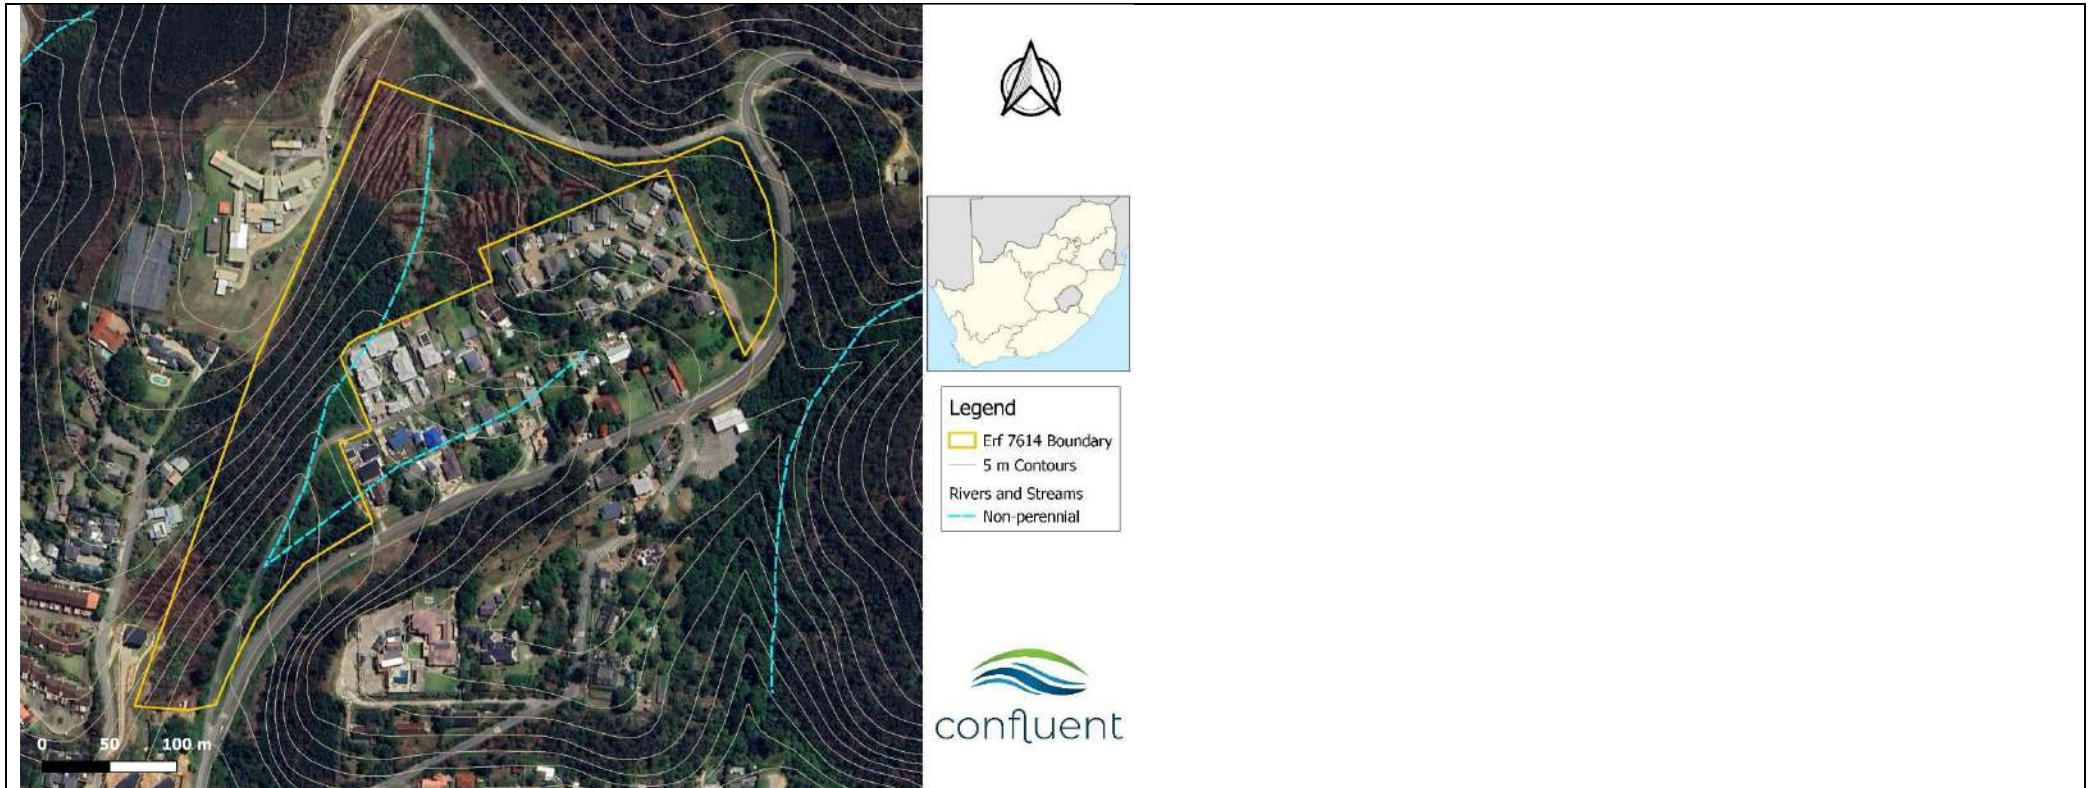 Legend
Erf 7614 Boundary
5 m Contours
Rivers and Streams
Non-perennial
confluent
0 50 100 m